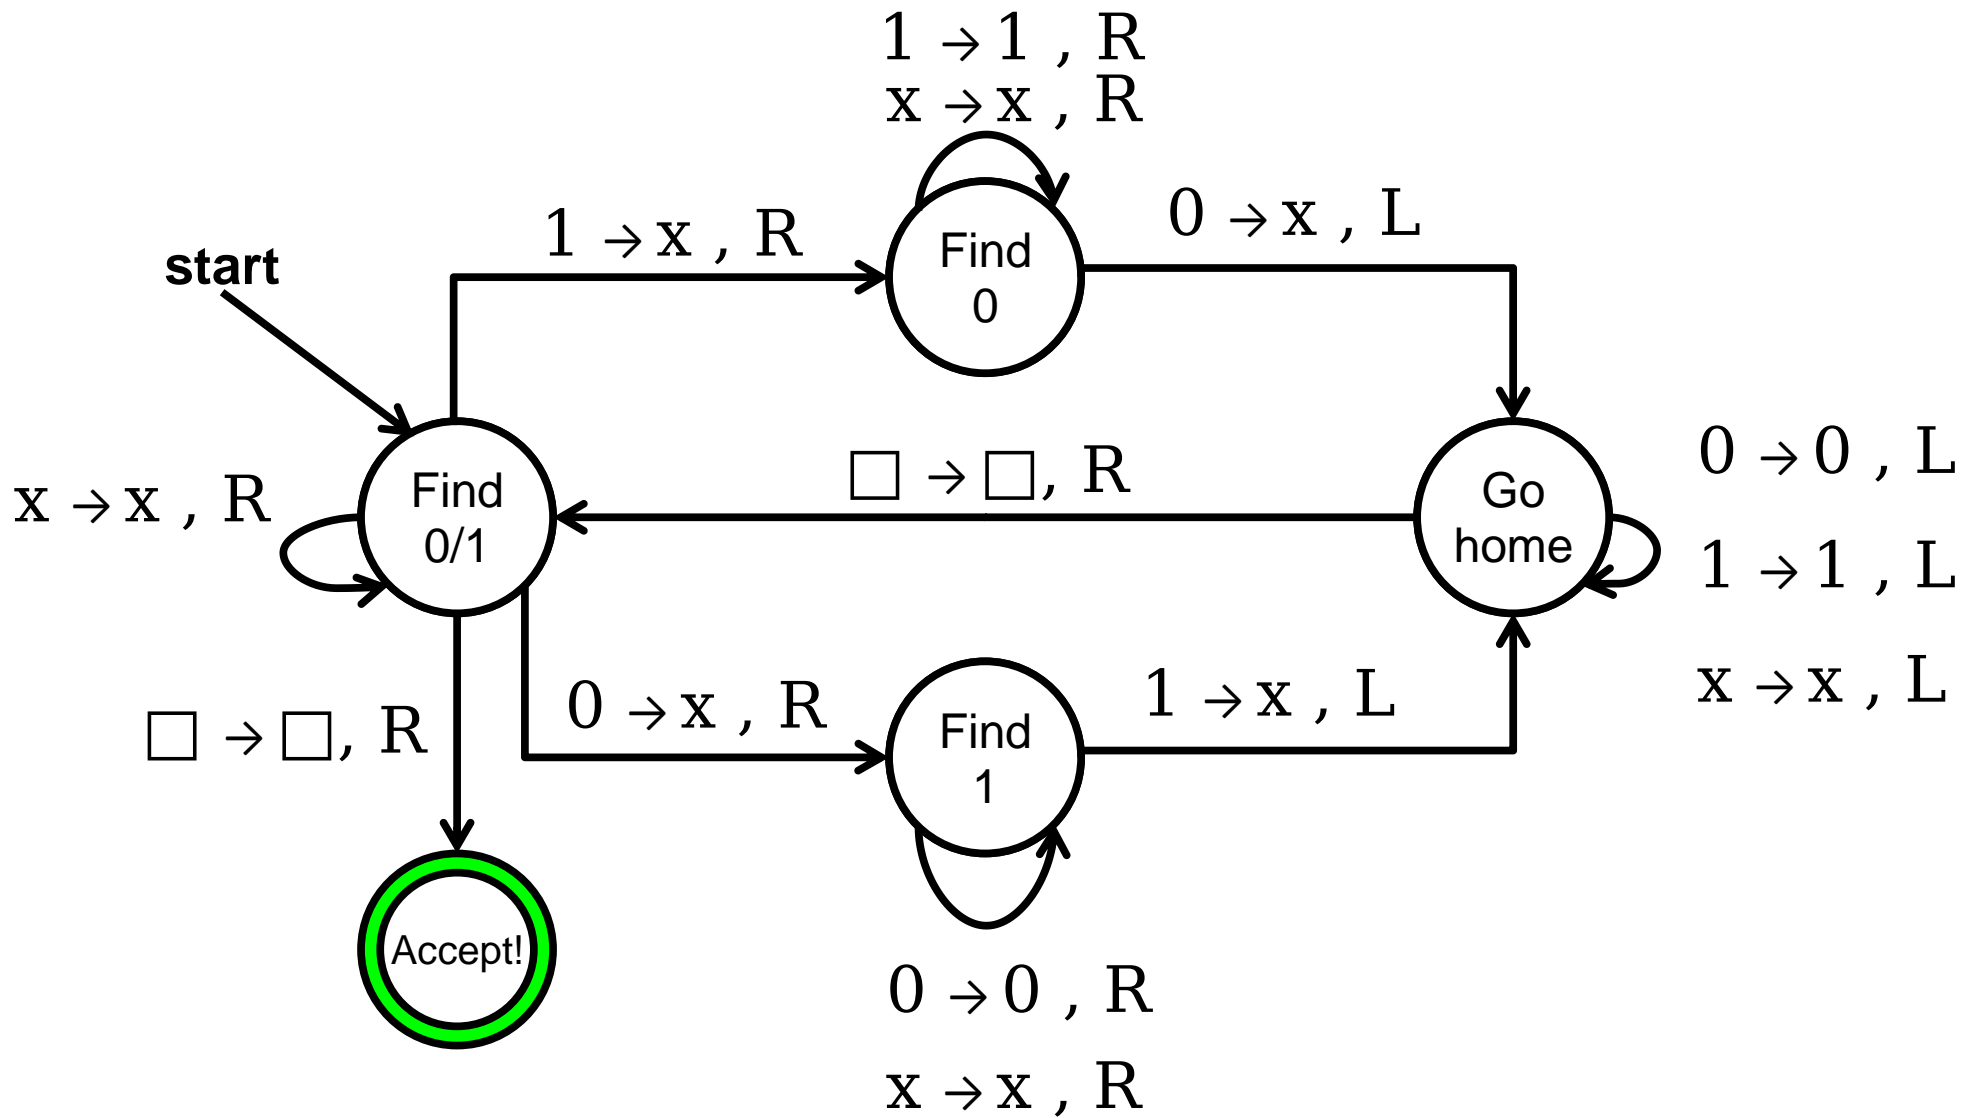 1 → 1 , R
x → x , R
0 → x , L
1 → x , R
Find
0
start
□ → □, R
0 → 0 , L
x → x , R
Find
0/1
Go
home
1 → 1 , L
x → x , L
□ → □, R
0 → x , R
1 → x , L
Find
1
Accept!
0 → 0 , R
x → x , R